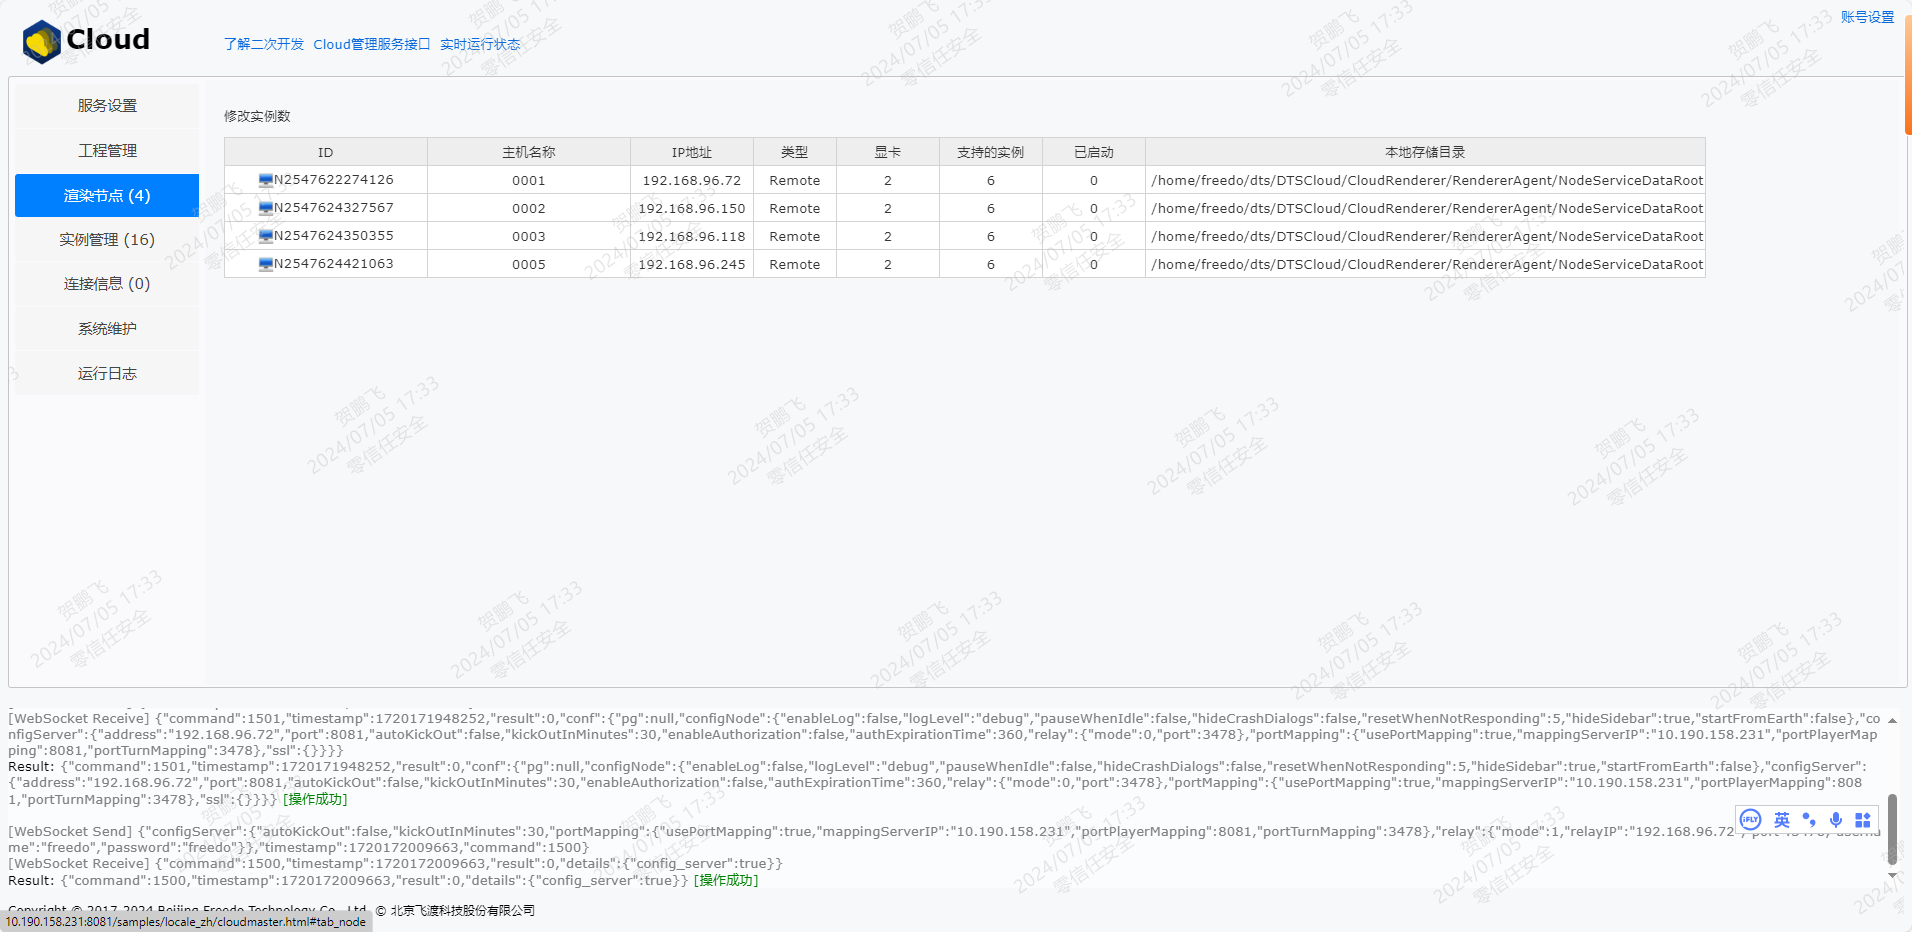 Cloud
了解二次开发 Cloud管理服务接口 实时运行状态
账号设置
服务设置
工程管理
渲染节点 (4)
实例管理 (16)
连接信息 (0)
系统维护
运行日志
修改实例数
ID 主机名称 IP地址 类型 显卡 支持的实例 已启动 本地存储目录
N2547622274126 0001 192.168.96.72 Remote 2 6 0 /home/freedo/dts/DTSCloud/CloudRenderer/RendererAgent/NodeServiceDataRoot
N2547624327567 0002 192.168.96.150 Remote 2 6 0 /home/freedo/dts/DTSCloud/CloudRenderer/RendererAgent/NodeServiceDataRoot
N2547624350355 0003 192.168.96.118 Remote 2 6 0 /home/freedo/dts/DTSCloud/CloudRenderer/RendererAgent/NodeServiceDataRoot
N2547624421063 0005 192.168.96.245 Remote 2 6 0 /home/freedo/dts/DTSCloud/CloudRenderer/RendererAgent/NodeServiceDataRoot
贺鹏飞
2024/07/05 17:33
零信任安全
[WebSocket Receive] {"command":1501,"timestamp":1720171948252,"result":0,"conf":{"pg":null,"configNode":{"enableLog":false,"logLevel":"debug","pauseWhenIdle":false,"hideCrashDialogs":false,"resetWhenNotResponding":5,"hideSidebar":true,"startFromEarth":false},"co
nfigServer":{"address":"192.168.96.72","port":8081,"autoKickOut":false,"kickOutInMinutes":30,"enableAuthorization":false,"authExpirationTime":360,"relay":{"mode":0,"port":3478},"portMapping":{"usePortMapping":true,"mappingServerIP":"10.190.158.231","portPlayerMap
ping":8081,"portTurnMapping":3478},"ssl":{}}}}
Result: {"command":1501,"timestamp":1720171948252,"result":0,"conf":{"pg":null,"configNode":{"enableLog":false,"logLevel":"debug","pauseWhenIdle":false,"hideCrashDialogs":false,"resetWhenNotResponding":5,"hideSidebar":true,"startFromEarth":false},"configServer":
{"address":"192.168.96.72","port":8081,"autoKickOut":false,"kickOutInMinutes":30,"enableAuthorization":false,"authExpirationTime":360,"relay":{"mode":0,"port":3478},"portMapping":{"usePortMapping":true,"mappingServerIP":"10.190.158.231","portPlayerMapping":808
1,"portTurnMapping":3478},"ssl":{}}}} [操作成功]
[WebSocket Send] {"configServer":{"autoKickOut":false,"kickOutInMinutes":30,"portMapping":{"usePortMapping":true,"mappingServerIP":"10.190.158.231","portPlayerMapping":8081,"portTurnMapping":3478},"relay":{"mode":1,"relayIP":"192.168.96.72
me":"freedo","password":"freedo"}},"timestamp":1720172009663,"command":1500}
[WebSocket Receive] {"command":1500,"timestamp":1720172009663,"result":0,"details":{"config_server":true}}
Result: {"command":1500,"timestamp":1720172009663,"result":0,"details":{"config_server":true}} [操作成功]
iFLY 英
Copyright © 2017-2024 Beijing Freedo Technology Co., Ltd. © 北京飞渡科技股份有限公司
10.190.158.231:8081/samples/locale_zh/cloudmaster.html#tab_node